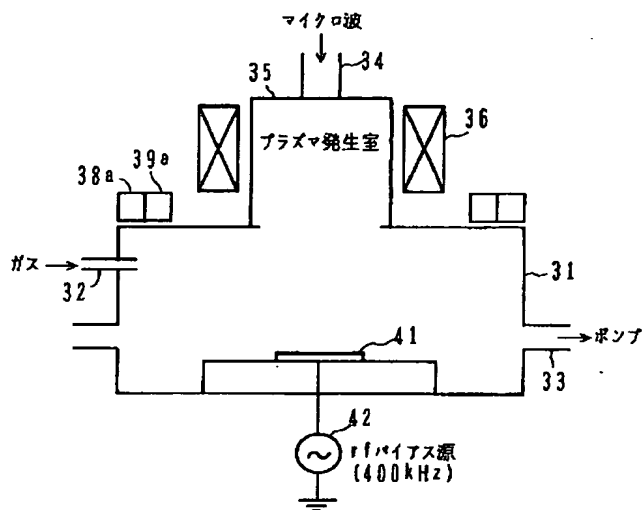 マイクロ波
34
35
プラズマ発生室
36
38a
39a
ガス
32
31
41
ポンプ
33
42
rfバイアス源
(400kHz)